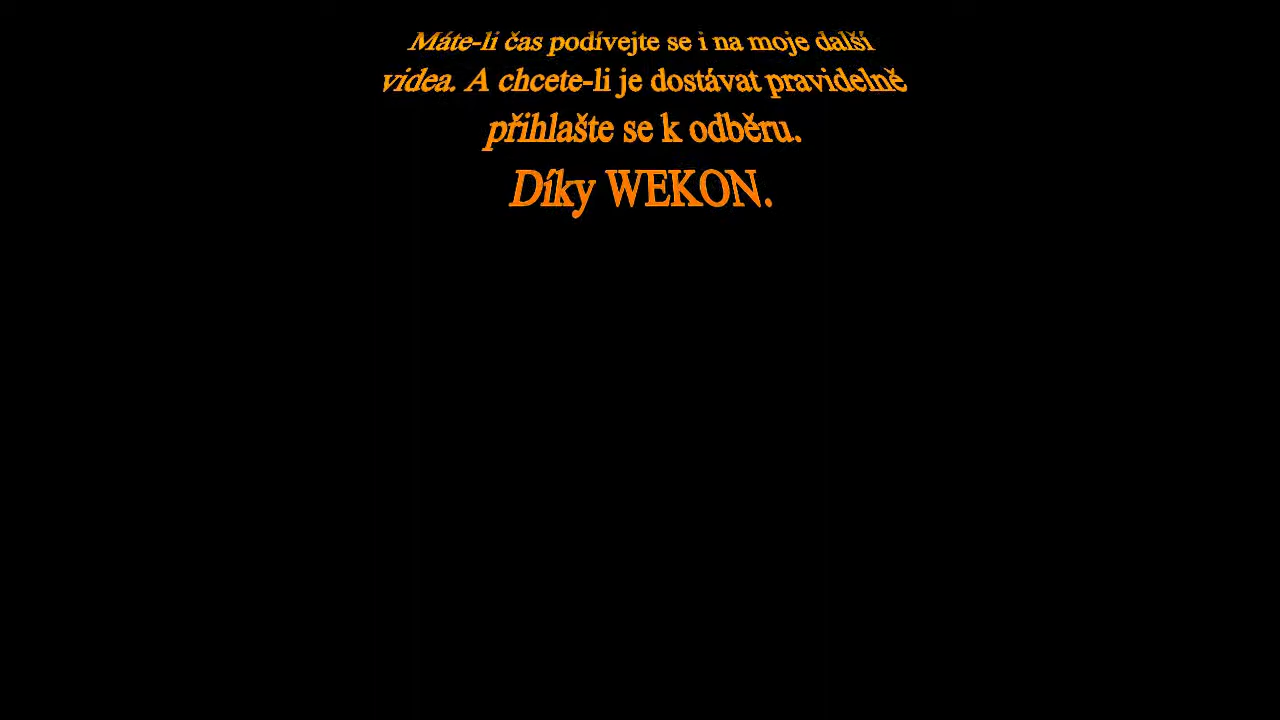 Máte-li čas podívejte se i na moje další
videa. A chcete-li je dostávat pravidelně
přihlašte se k odběru.
Díky WEKON.